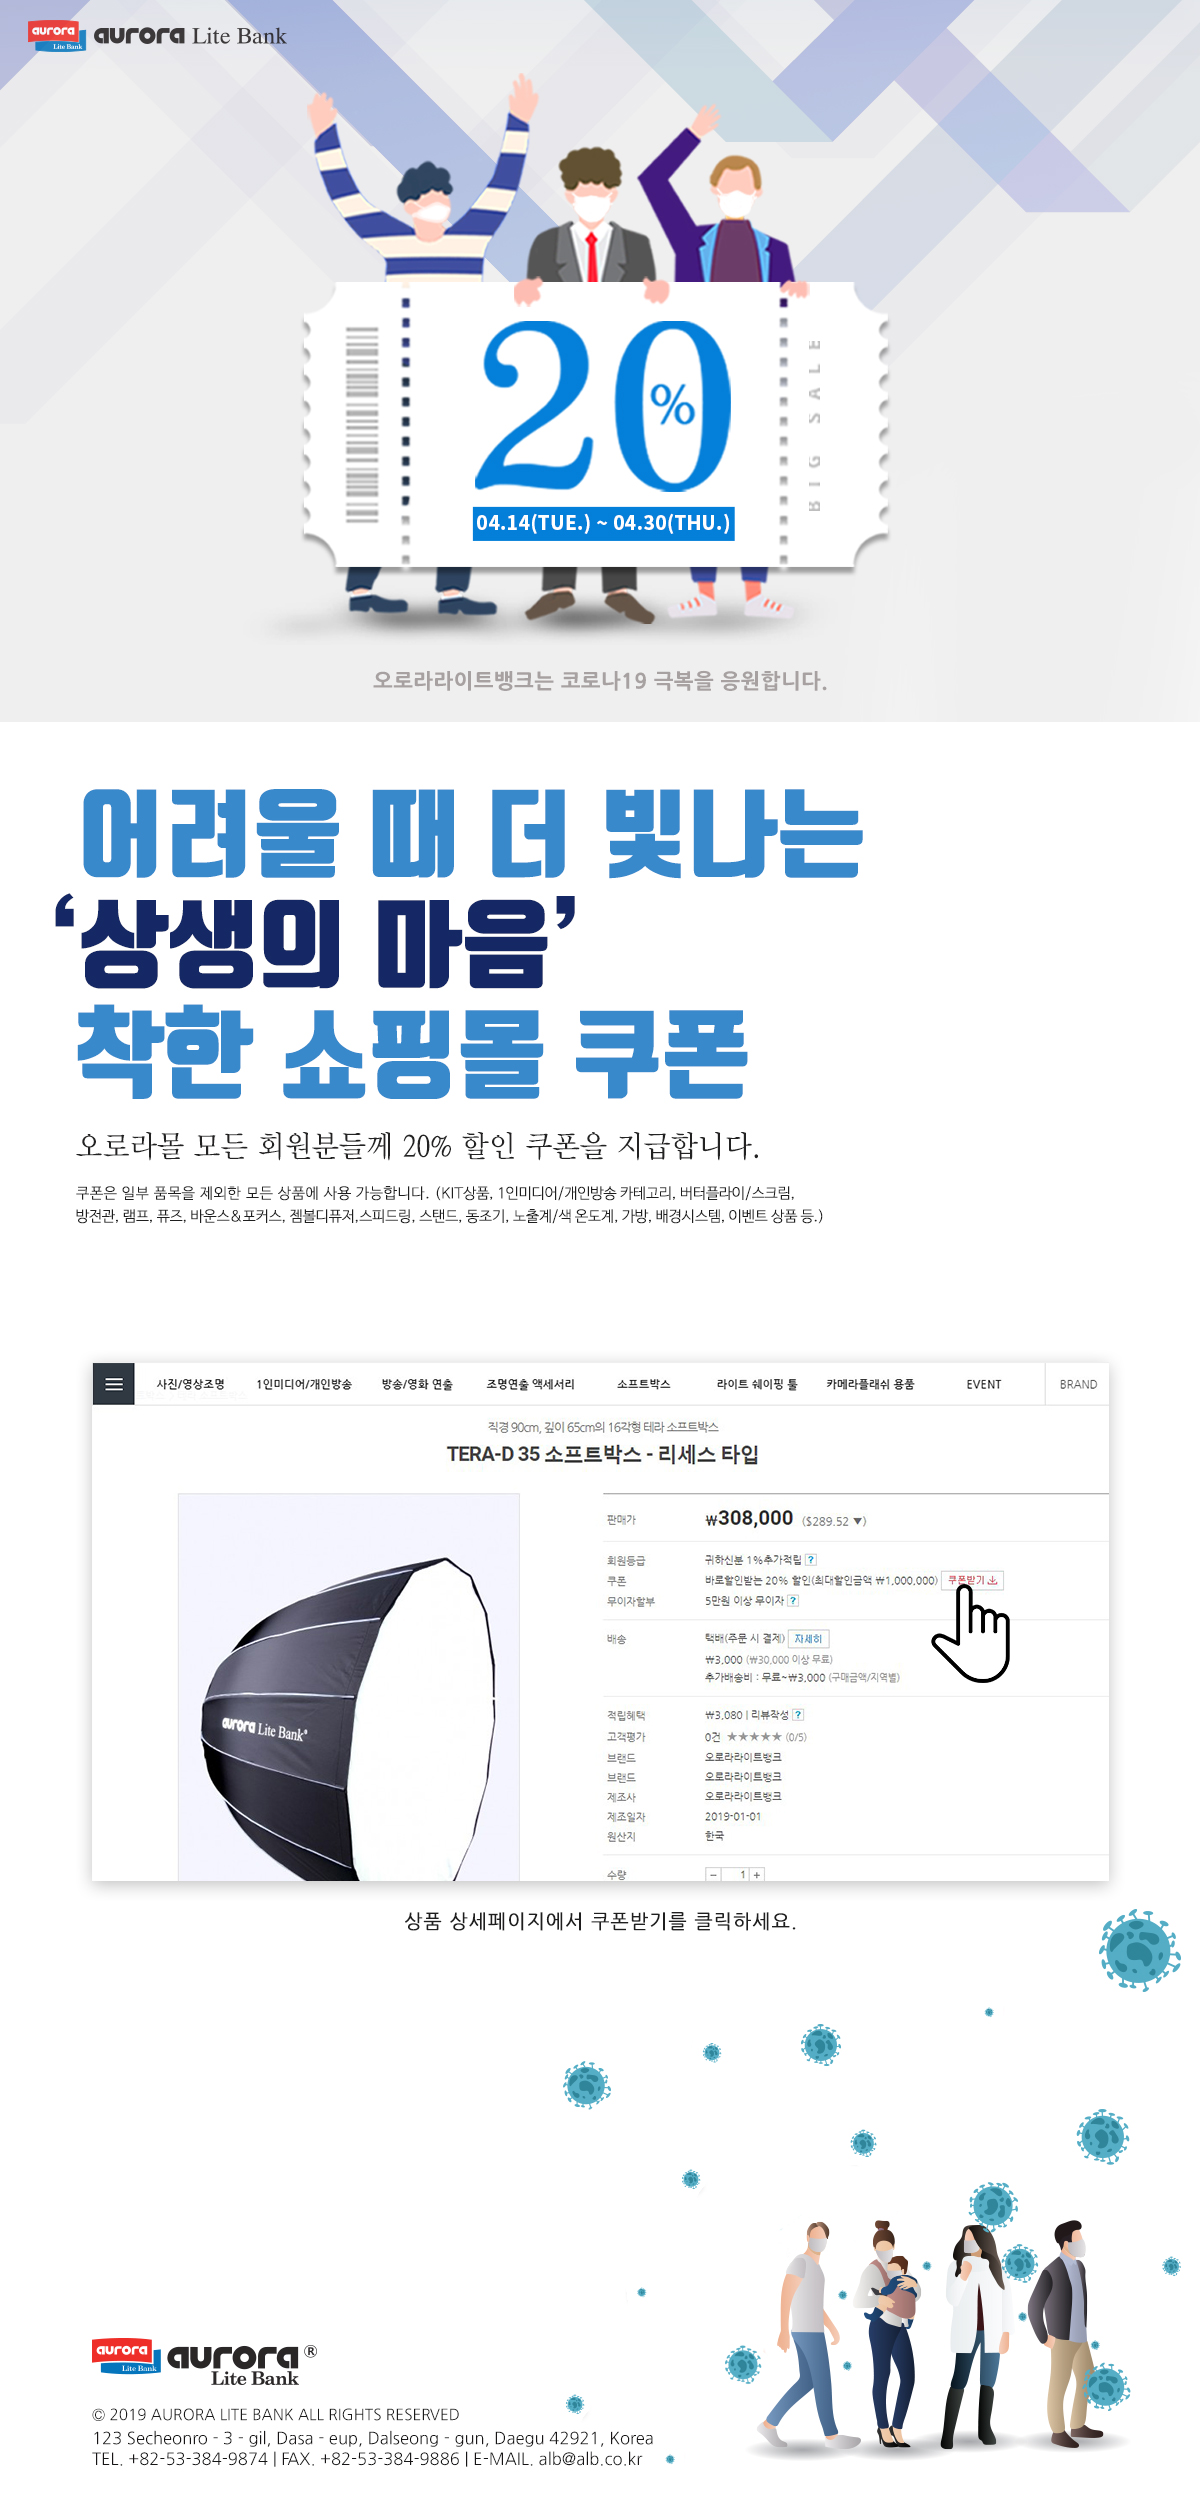 aurora
Lite Bank
aurora Lite Bank
20%
04.14(TUE.) ~ 04.30(THU.)
BIG SALE
오로라라이트뱅크는 코로나19 극복을 응원합니다.
어려울 때 더 빛나는
‘상생의 마음’
착한 쇼핑몰 쿠폰
오로라몰 모든 회원분들께 20% 할인 쿠폰을 지급합니다.
쿠폰은 일부 품목을 제외한 모든 상품에 사용 가능합니다. (KIT상품, 1인미디어/개인방송 카테고리, 버터플라이/스크림,
방전관, 램프, 퓨즈, 바운스&포커스, 젬볼디퓨저,스피드링, 스탠드, 동조기, 노출계/색 온도계, 가방, 배경시스템, 이벤트 상품 등.)
사진/영상조명 1인미디어/개인방송 방송/영화 연출 조명연출 액세서리 소프트박스 라이트 쉐이핑 툴 카메라플래쉬 용품 EVENT BRAND
직경 90cm, 깊이 65cm의 16각형 테라 소프트박스
TERA-D 35 소프트박스 - 리세스 타입
aurora Lite Bank®
판매가 ₩308,000 ($289.52 ▼)
회원등급 귀하신분 1%추가적립 ?
쿠폰 바로할인받는 20% 할인(최대할인금액 ₩1,000,000) 쿠폰받기
무이자할부 5만원 이상 무이자 ?
배송 택배(주문 시 결제) 자세히
₩3,000 (₩30,000 이상 무료)
추가배송비 : 무료~₩3,000 (구매금액/지역별)
적립혜택 ₩3,080 | 리뷰작성 ?
고객평가 0건 ★★★★★ (0/5)
브랜드 오로라라이트뱅크
브랜드 오로라라이트뱅크
제조사 오로라라이트뱅크
제조일자 2019-01-01
원산지 한국
수량 − 1 +
상품 상세페이지에서 쿠폰받기를 클릭하세요.
aurora
Lite Bank
aurora®
Lite Bank
© 2019 AURORA LITE BANK ALL RIGHTS RESERVED
123 Secheonro - 3 - gil, Dasa - eup, Dalseong - gun, Daegu 42921, Korea
TEL. +82-53-384-9874 | FAX. +82-53-384-9886 | E-MAIL. alb@alb.co.kr